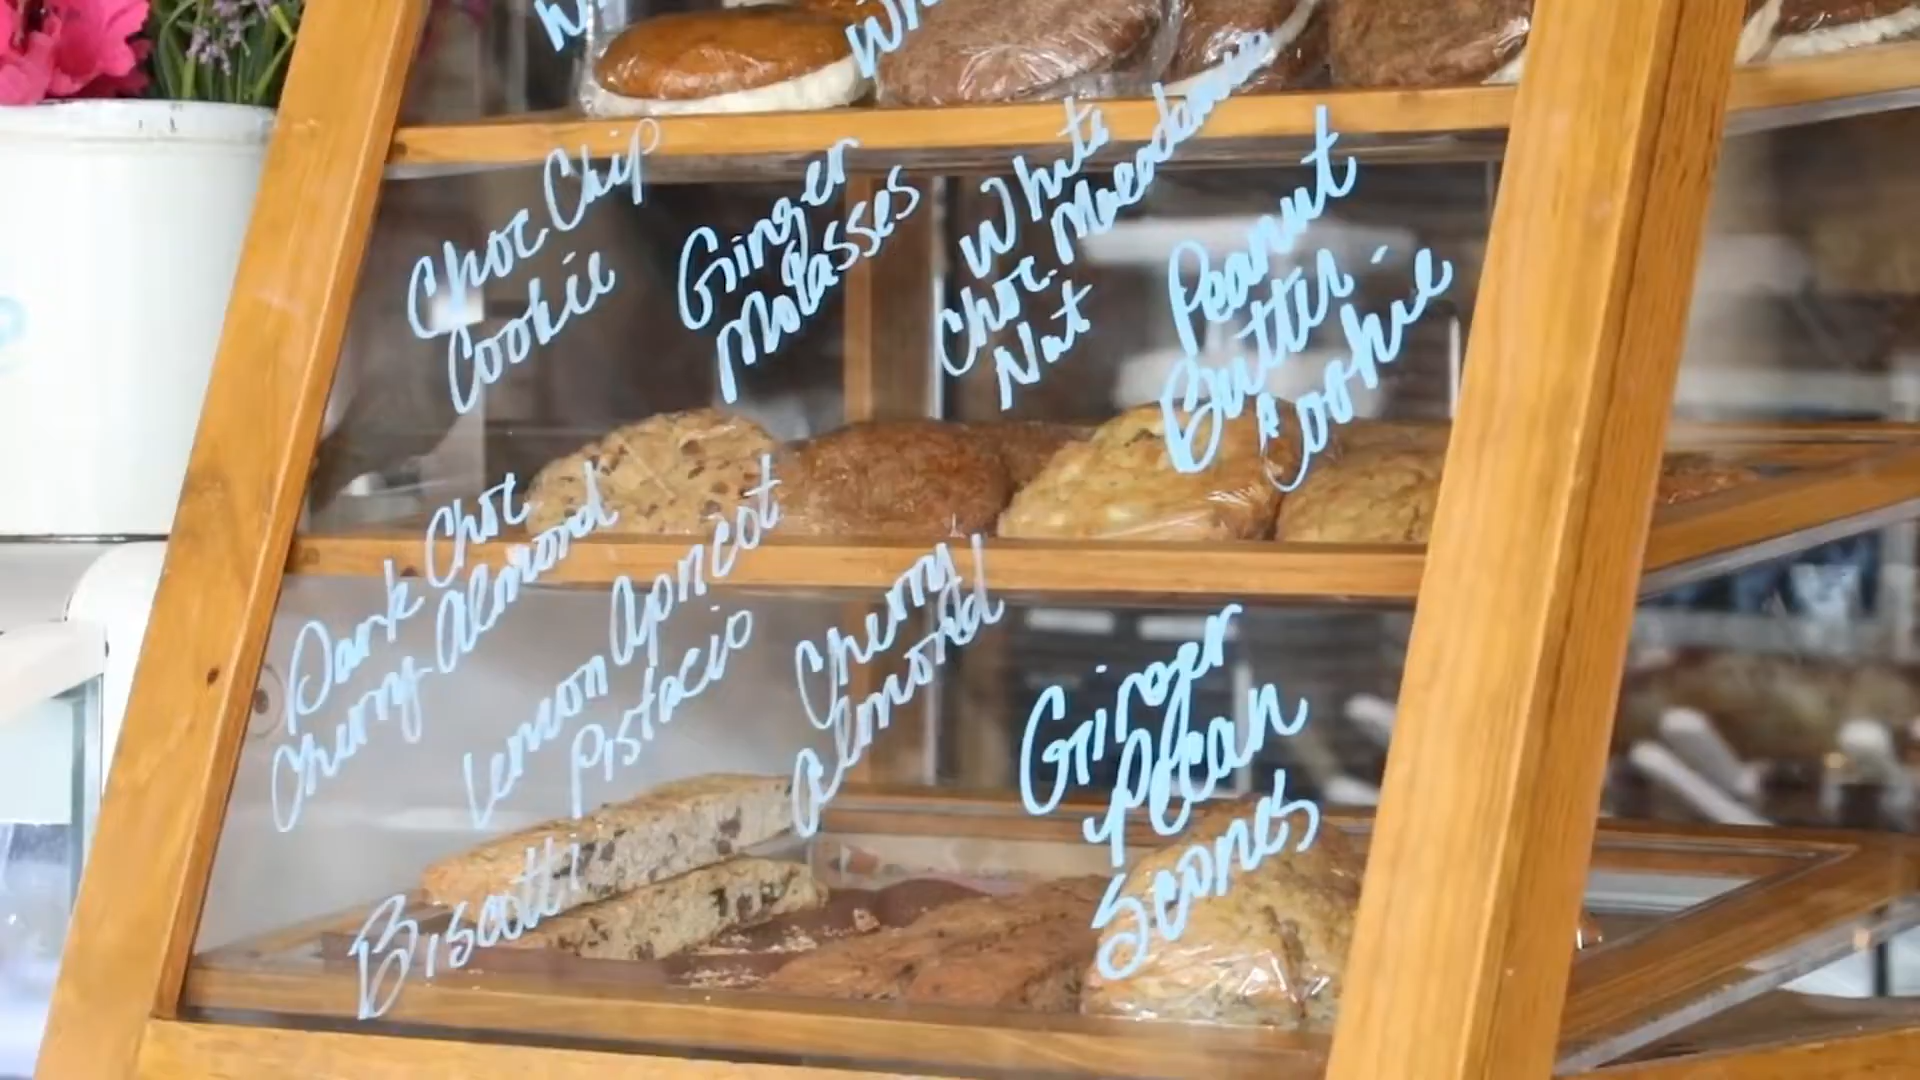 Choc Chip
Cookie
Ginger
Molasses
White
Choc. Macadamia
Nut
Peanut
Butter
Cookie
Dark Choc
Cherry Almond
Lemon Apricot
Pistacio
Cherry
Almond
Biscotti
Ginger
Pecan
Scones